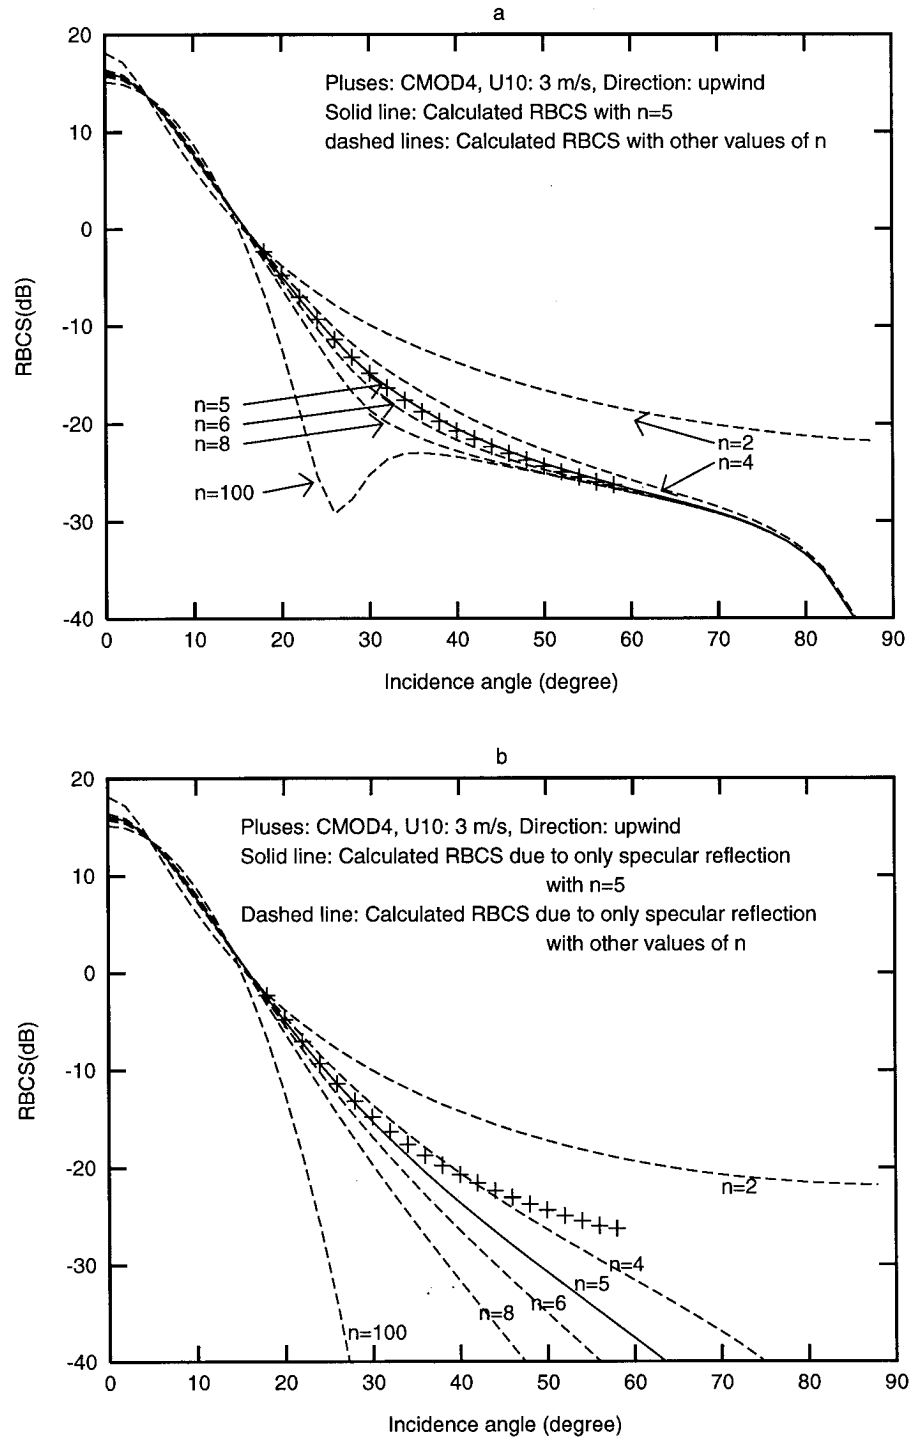 a
20
10
0
-10
-20
-30
-40
RBCS(dB)
Pluses: CMOD4, U10: 3 m/s, Direction: upwind
Solid line: Calculated RBCS with n=5
dashed lines: Calculated RBCS with other values of n
n=5
n=6
n=8
n=100
n=2
n=4
0 10 20 30 40 50 60 70 80 90
Incidence angle (degree)
b
20
10
0
-10
-20
-30
-40
RBCS(dB)
Pluses: CMOD4, U10: 3 m/s, Direction: upwind
Solid line: Calculated RBCS due to only specular reflection
with n=5
Dashed line: Calculated RBCS due to only specular reflection
with other values of n
n=2
n=4
n=5
n=6
n=8
n=100
0 10 20 30 40 50 60 70 80 90
Incidence angle (degree)